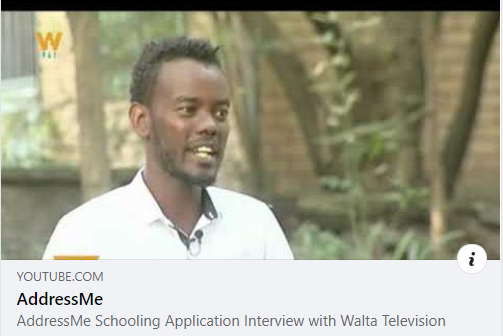 W
YOUTUBE.COM
AddressMe
AddressMe Schooling Application Interview with Walta Television